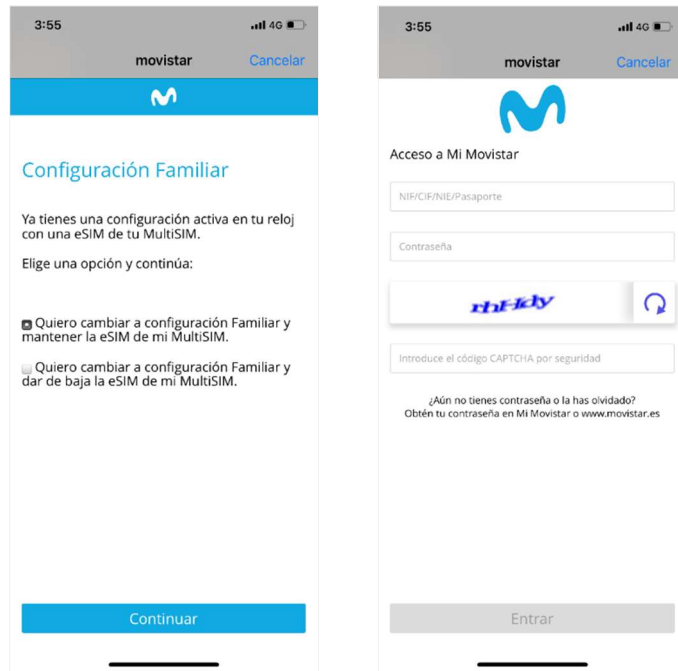 3:55
4G
movistar
Cancelar
Configuración Familiar
Ya tienes una configuración activa en tu reloj
con una eSIM de tu MultiSIM.
Elige una opción y continúa:
Quiero cambiar a configuración Familiar y
mantener la eSIM de mi MultiSIM.
Quiero cambiar a configuración Familiar y
dar de baja la eSIM de mi MultiSIM.
Continuar
3:55
4G
movistar
Cancelar
Acceso a Mi Movistar
NIF/CIF/NIE/Pasaporte
Contraseña
Introduce el código CAPTCHA por seguridad
¿Aún no tienes contraseña o la has olvidado?
Obtén tu contraseña en Mi Movistar o www.movistar.es
Entrar